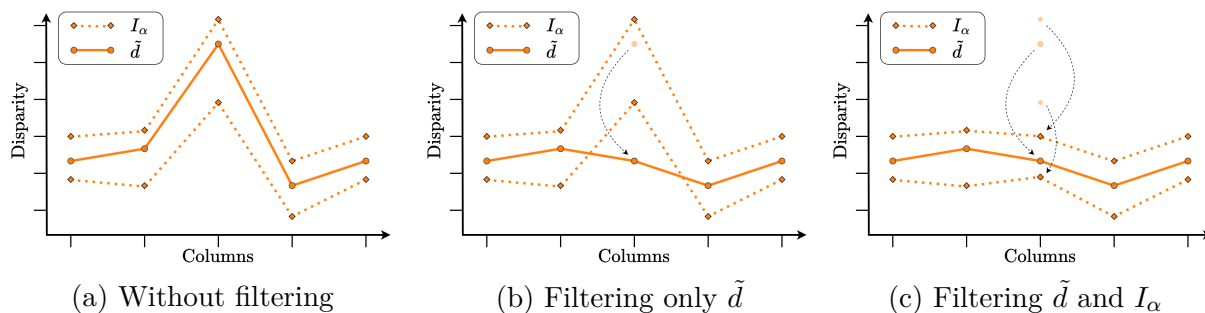 I_α
d̃
Disparity
Columns
(a) Without filtering
I_α
d̃
Disparity
Columns
(b) Filtering only d̃
I_α
d̃
Disparity
Columns
(c) Filtering d̃ and I_α